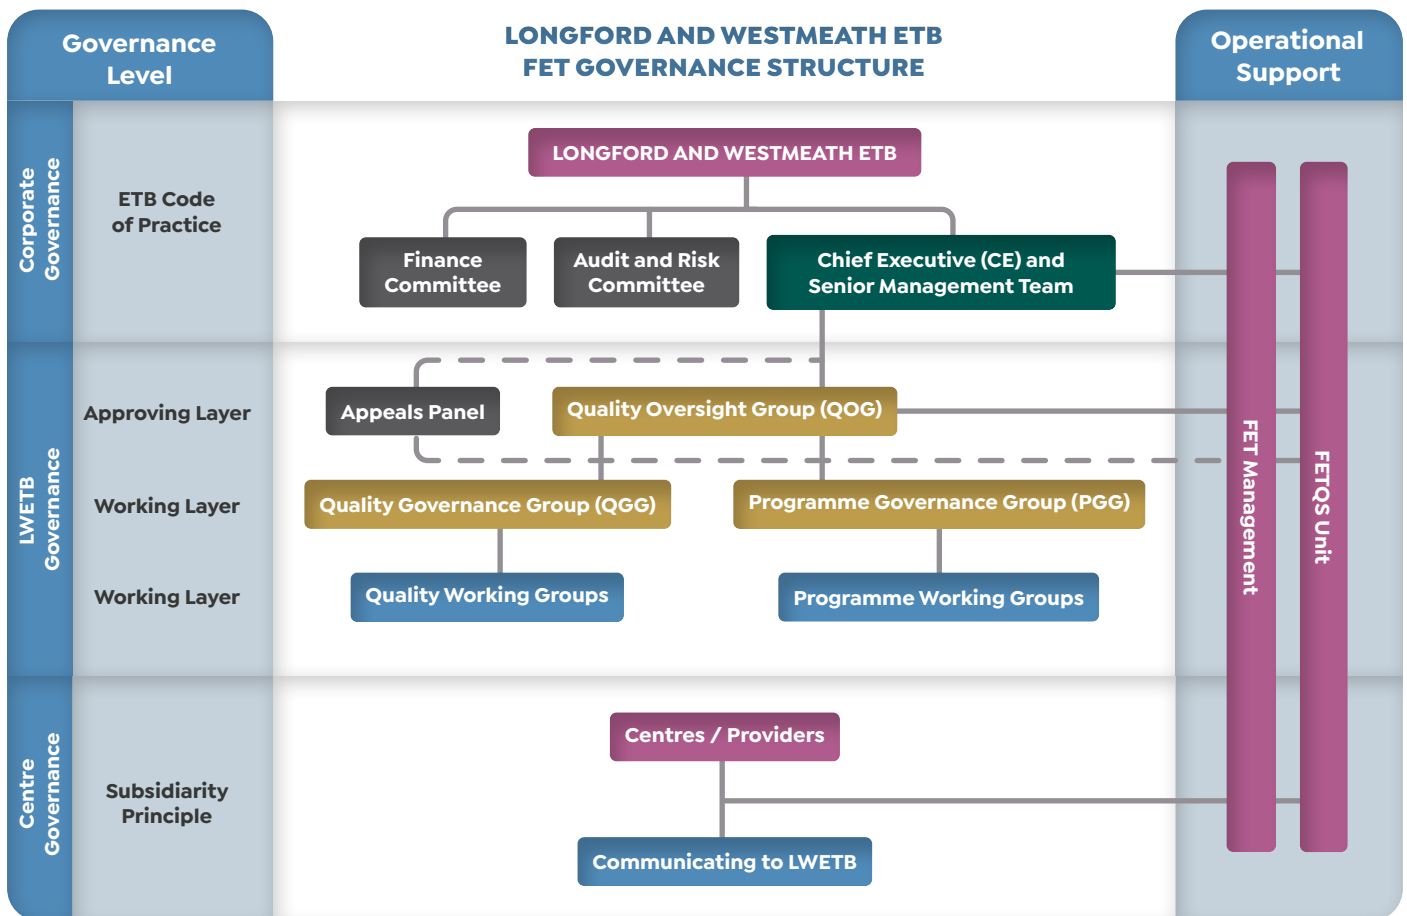 Governance
Level
LONGFORD AND WESTMEATH ETB
FET GOVERNANCE STRUCTURE
Operational
Support
Corporate
Governance
ETB Code
of Practice
LONGFORD AND WESTMEATH ETB
Finance
Committee
Audit and Risk
Committee
Chief Executive (CE) and
Senior Management Team
LWETB
Governance
Approving Layer
Appeals Panel
Quality Oversight Group (QOG)
Working Layer
Quality Governance Group (QGG)
Programme Governance Group (PGG)
Working Layer
Quality Working Groups
Programme Working Groups
FET Management
FETQS Unit
Centre
Governance
Subsidiarity
Principle
Centres / Providers
Communicating to LWETB